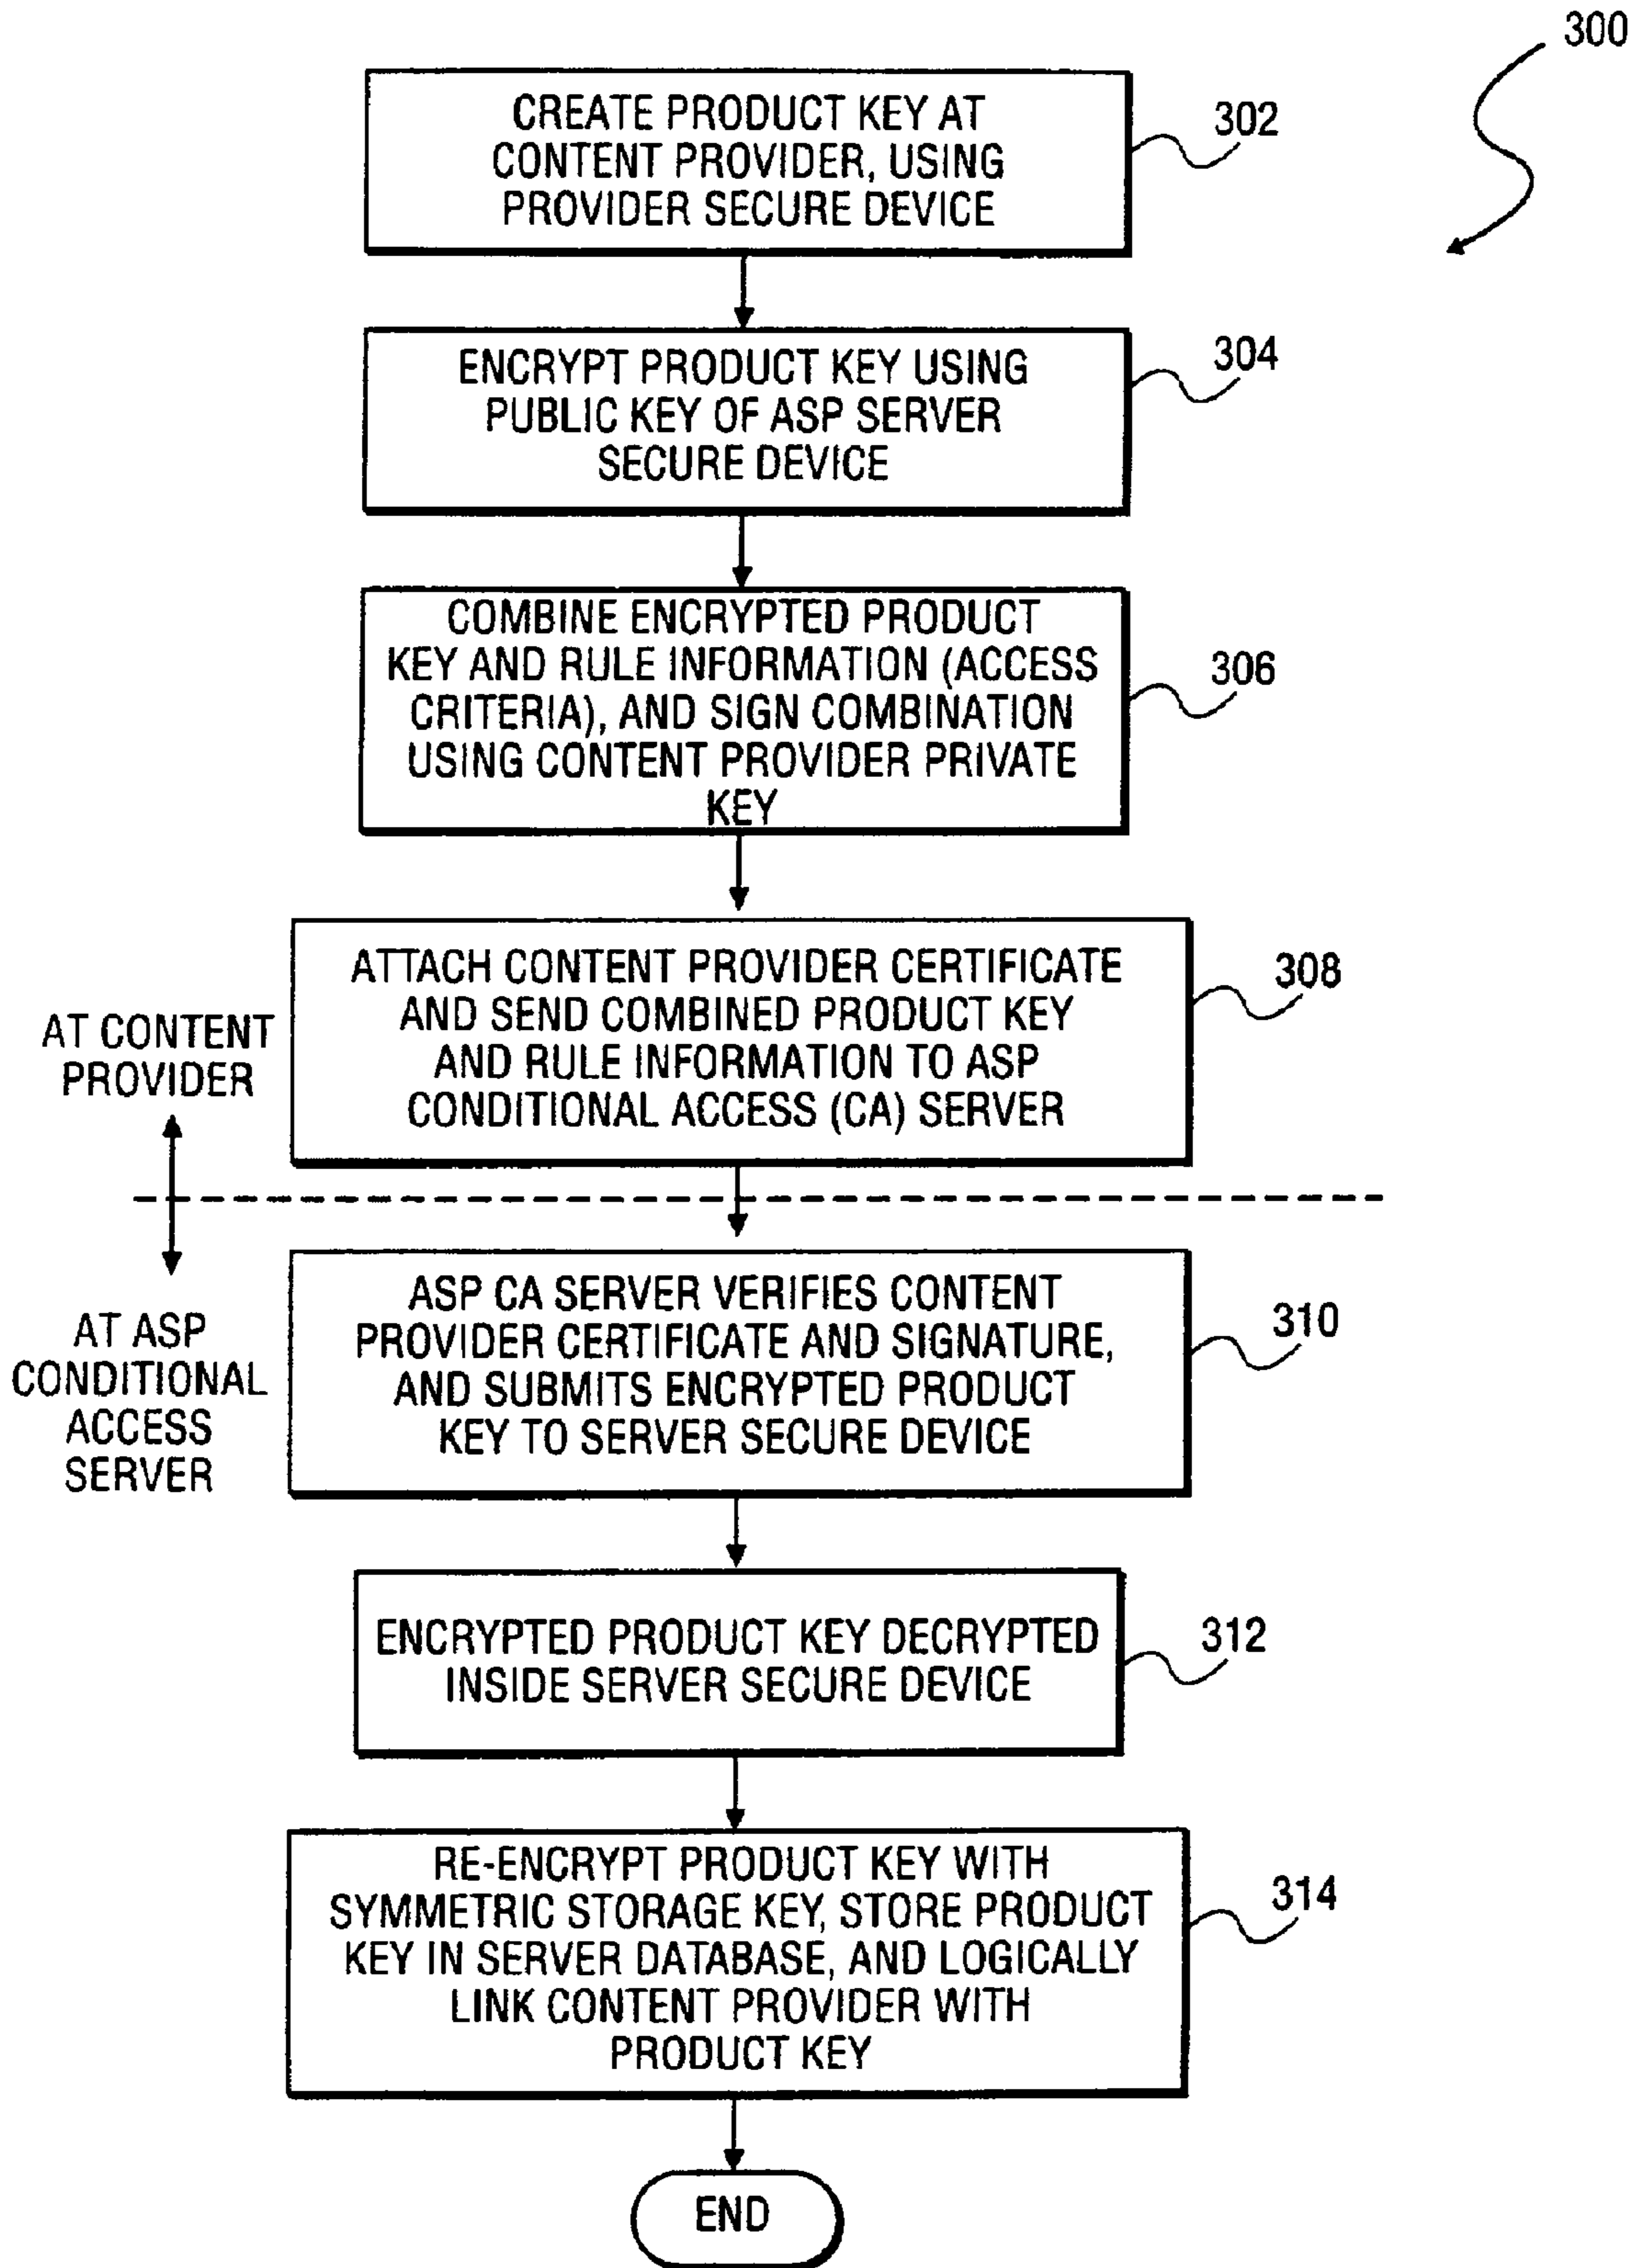 300
CREATE PRODUCT KEY AT
CONTENT PROVIDER, USING
PROVIDER SECURE DEVICE
302
ENCRYPT PRODUCT KEY USING
PUBLIC KEY OF ASP SERVER
SECURE DEVICE
304
COMBINE ENCRYPTED PRODUCT
KEY AND RULE INFORMATION (ACCESS
CRITERIA), AND SIGN COMBINATION
USING CONTENT PROVIDER PRIVATE
KEY
306
ATTACH CONTENT PROVIDER CERTIFICATE
AND SEND COMBINED PRODUCT KEY
AND RULE INFORMATION TO ASP
CONDITIONAL ACCESS (CA) SERVER
308
AT CONTENT
PROVIDER
AT ASP
CONDITIONAL
ACCESS
SERVER
ASP CA SERVER VERIFIES CONTENT
PROVIDER CERTIFICATE AND SIGNATURE,
AND SUBMITS ENCRYPTED PRODUCT
KEY TO SERVER SECURE DEVICE
310
ENCRYPTED PRODUCT KEY DECRYPTED
INSIDE SERVER SECURE DEVICE
312
RE-ENCRYPT PRODUCT KEY WITH
SYMMETRIC STORAGE KEY, STORE PRODUCT
KEY IN SERVER DATABASE, AND LOGICALLY
LINK CONTENT PROVIDER WITH
PRODUCT KEY
314
END